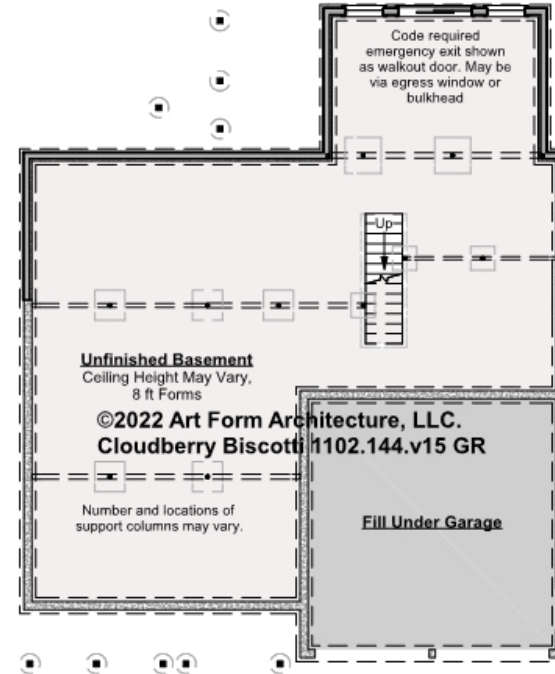 Code required
emergency exit shown
as walkout door. May be
via egress window or
bulkhead
Up
Unfinished Basement
Ceiling Height May Vary,
8 ft Forms
©2022 Art Form Architecture, LLC.
Cloudberry Biscotti 1102.144.v15 GR
Number and locations of
support columns may vary.
Fill Under Garage